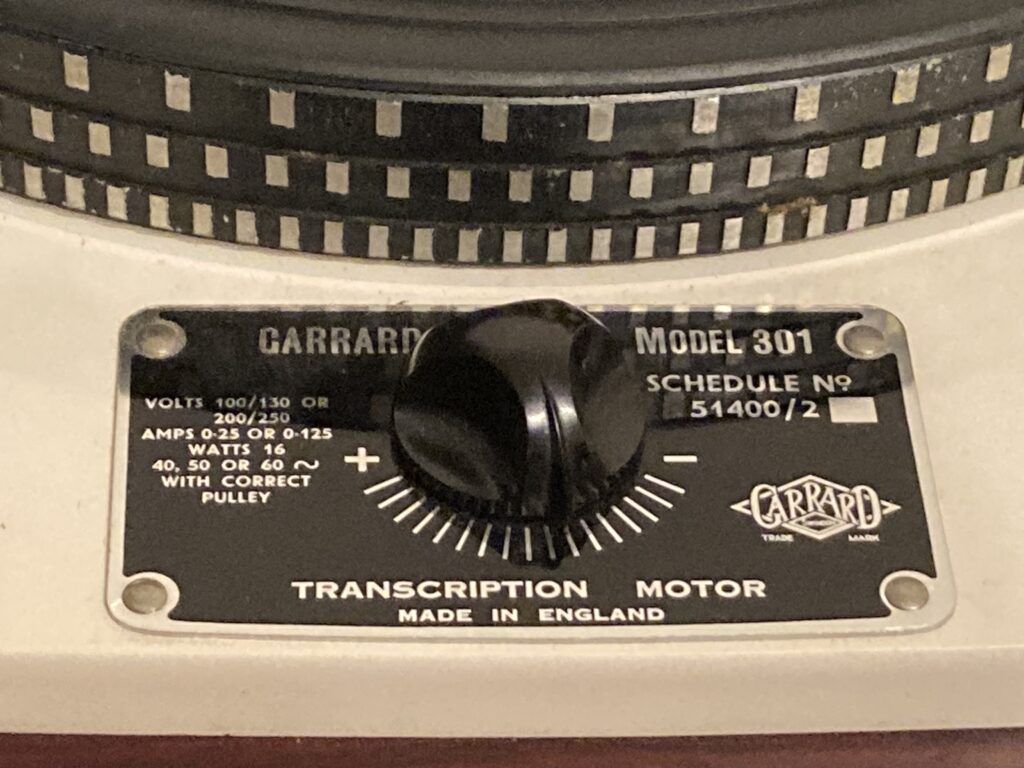 GARRARD MODEL 301
SCHEDULE Nº
51400/2
VOLTS 100/130 OR
200/250
AMPS 0·25 OR 0·125
WATTS 16
40, 50 OR 60 ~
WITH CORRECT
PULLEY
+ −
GARRARD
TRADE MARK
TRANSCRIPTION MOTOR
MADE IN ENGLAND